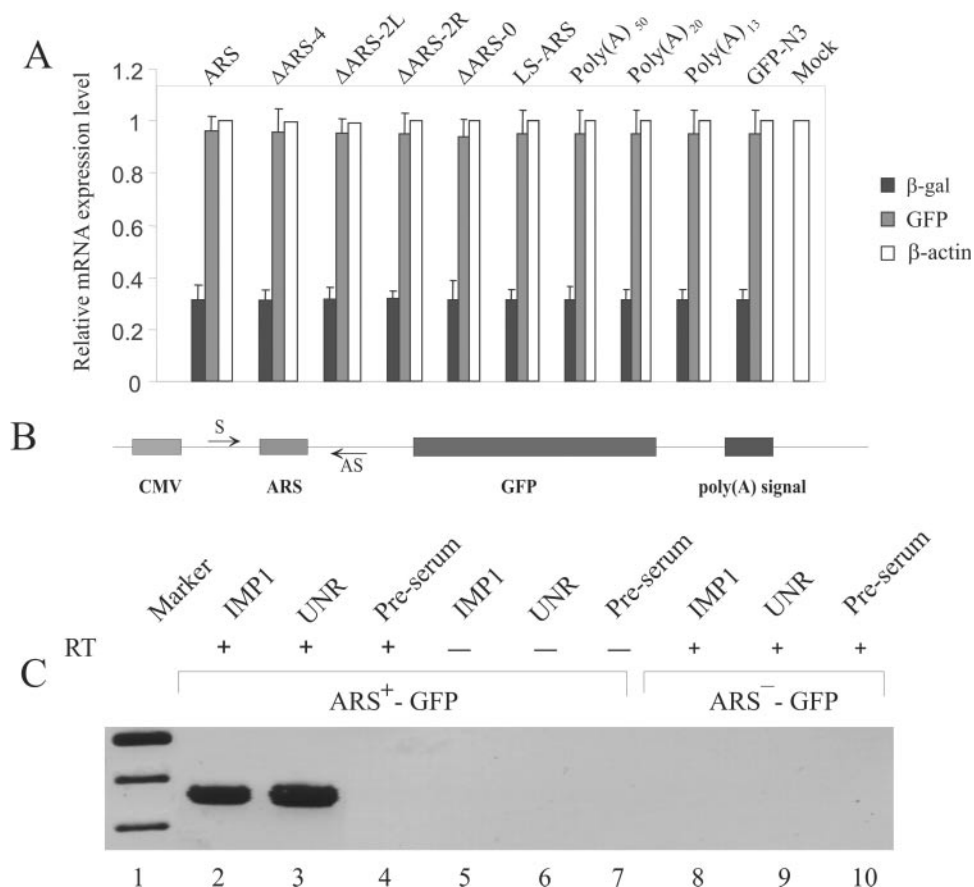 A
ARS
ΔARS-4
ΔARS-2L
ΔARS-2R
ΔARS-0
LS-ARS
Poly(A) 50
Poly(A) 20
Poly(A) 13
GFP-N3
Mock
Relative mRNA expression level
1.2
1
0.8
0.6
0.4
0.2
0
β-gal
GFP
β-actin
B
S
AS
CMV
ARS
GFP
poly(A) signal
C
Marker
IMP1
UNR
Pre-serum
IMP1
UNR
Pre-serum
IMP1
UNR
Pre-serum
RT + + + — — — + + +
ARS+- GFP
ARS—- GFP
1 2 3 4 5 6 7 8 9 10